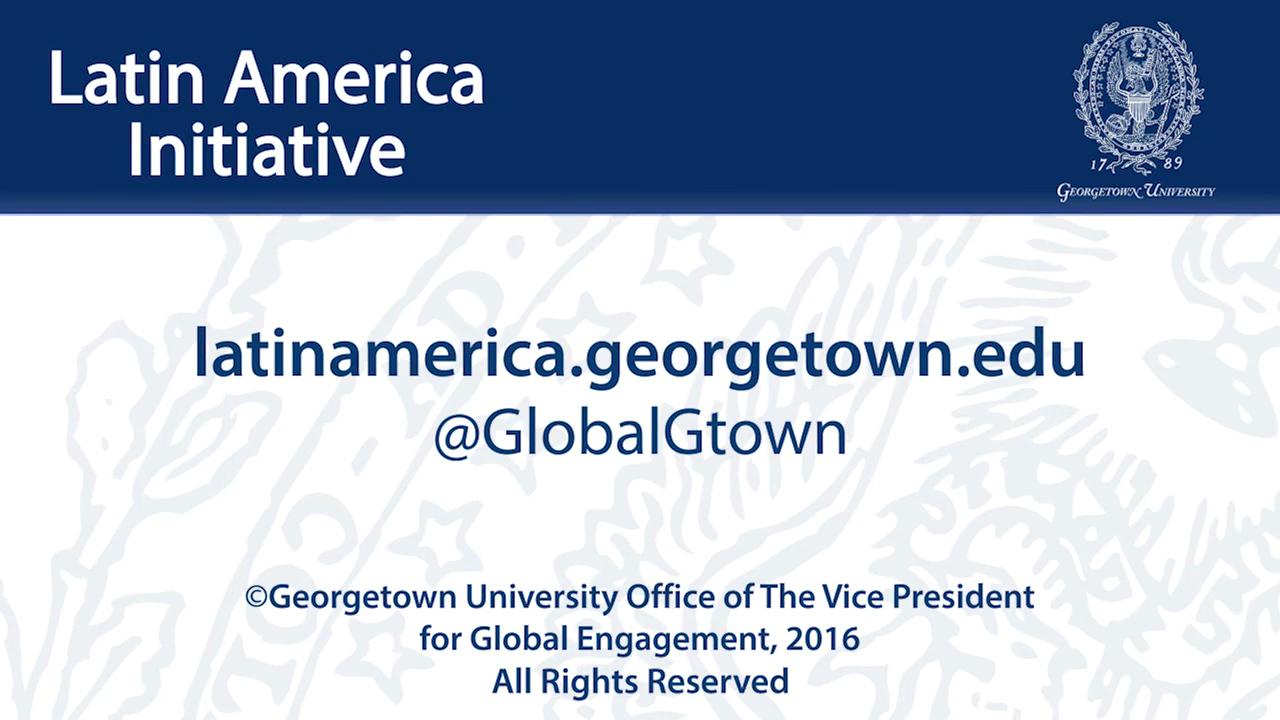 Latin America
Initiative
17 89
Georgetown University
latinamerica.georgetown.edu
@GlobalGtown
©Georgetown University Office of The Vice President
for Global Engagement, 2016
All Rights Reserved